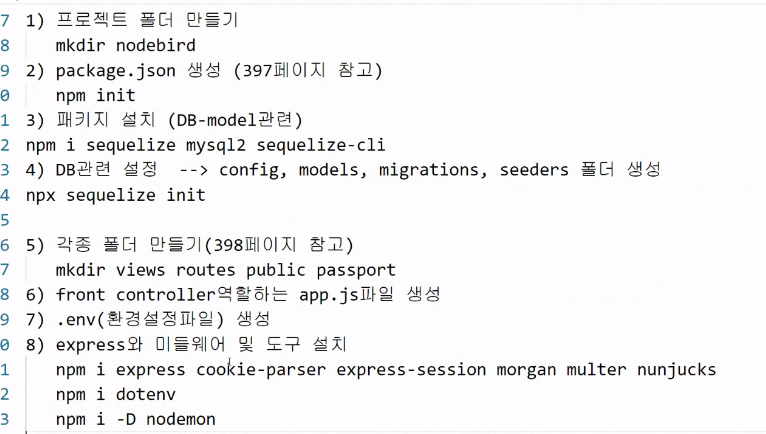 7 1) 프로젝트 폴더 만들기
8 mkdir nodebird
9 2) package.json 생성 (397페이지 참고)
0 npm init
1 3) 패키지 설치 (DB-model관련)
2 npm i sequelize mysql2 sequelize-cli
3 4) DB관련 설정 --> config, models, migrations, seeders 폴더 생성
4 npx sequelize init
5
6 5) 각종 폴더 만들기(398페이지 참고)
7 mkdir views routes public passport
8 6) front controller역할하는 app.js파일 생성
9 7) .env(환경설정파일) 생성
0 8) express와 미들웨어 및 도구 설치
1 npm i express cookie-parser express-session morgan multer nunjucks
2 npm i dotenv
3 npm i -D nodemon